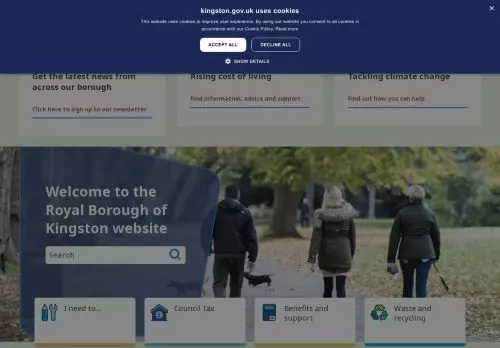 kingston.gov.uk uses cookies
This website uses cookies to improve user experience. By using our website you consent to all cookies in
accordance with our Cookie Policy. Read more
ACCEPT ALL
DECLINE ALL
SHOW DETAILS
Get the latest news from
across our borough
Click here to sign up to our newsletter
Rising cost of living
Find information, advice and support
Tackling climate change
Find out how you can help
Welcome to the
Royal Borough of
Kingston website
Search
I need to...
Council Tax
Benefits and
support
Waste and
recycling